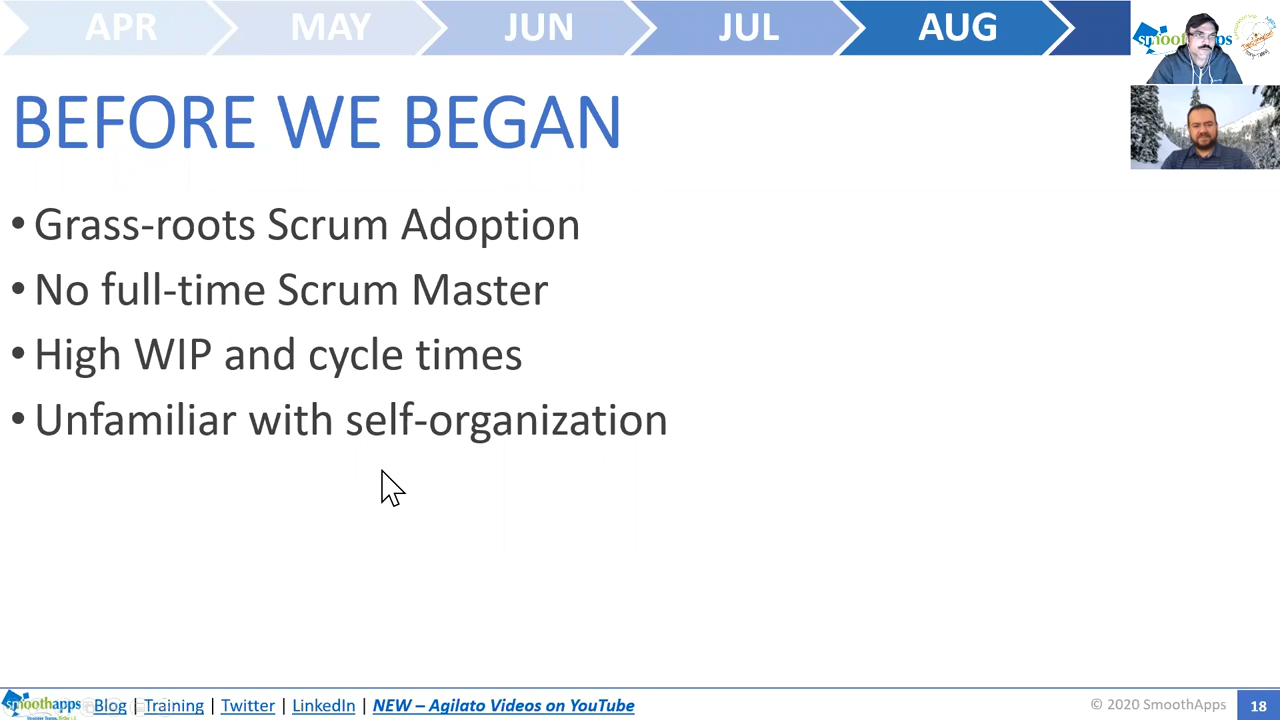 APR MAY JUN JUL AUG
smoothapps
BEFORE WE BEGAN
• Grass-roots Scrum Adoption
• No full-time Scrum Master
• High WIP and cycle times
• Unfamiliar with self-organization
smoothapps Blog | Training | Twitter | LinkedIn | NEW – Agilato Videos on YouTube © 2020 SmoothApps 18